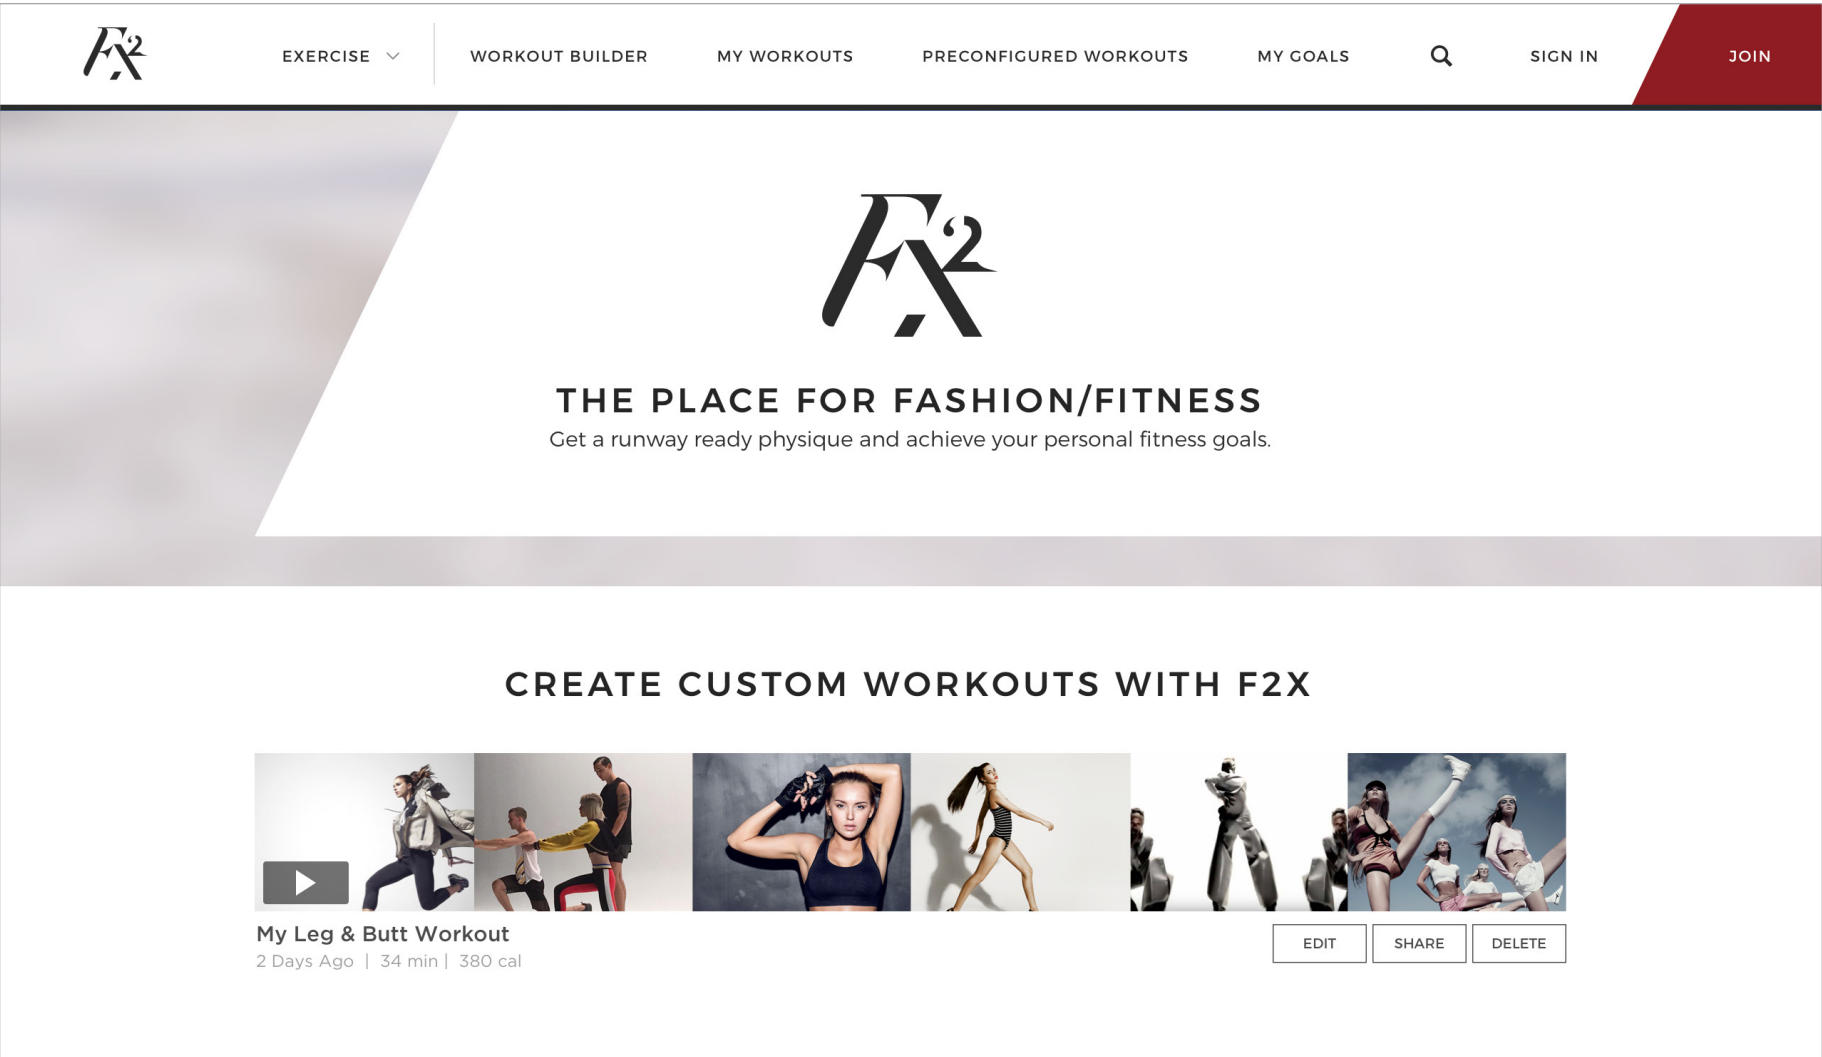 FX2
EXERCISE
WORKOUT BUILDER
MY WORKOUTS
PRECONFIGURED WORKOUTS
MY GOALS
SIGN IN
JOIN
FX2
THE PLACE FOR FASHION/FITNESS
Get a runway ready physique and achieve your personal fitness goals.
CREATE CUSTOM WORKOUTS WITH F2X
My Leg & Butt Workout
2 Days Ago | 34 min | 380 cal
EDIT
SHARE
DELETE